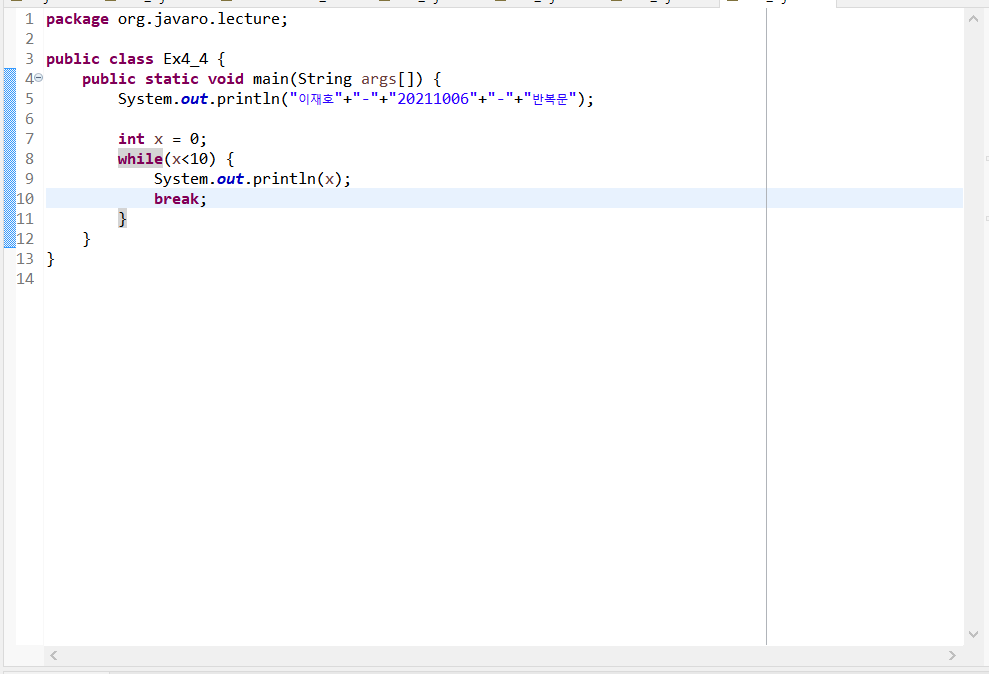 1 package org.javaro.lecture;
2
3 public class Ex4_4 {
4 public static void main(String args[]) {
5 System.out.println("이재호"+"-"+"20211006"+"-"+"반복문");
6
7 int x = 0;
8 while(x<10) {
9 System.out.println(x);
10 break;
11 }
12 }
13 }
14